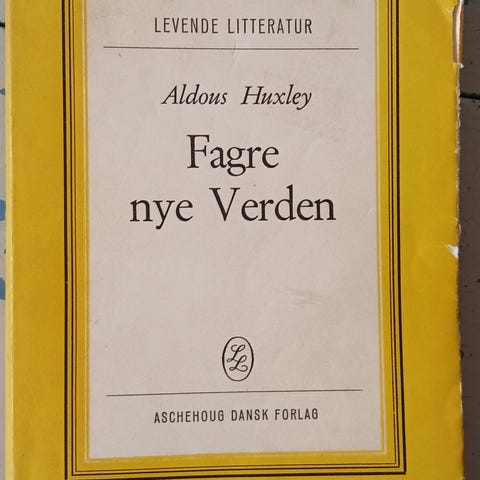 LEVENDE LITTERATUR
Aldous Huxley
Fagre
nye Verden
LL
ASCHEHOUG DANSK FORLAG